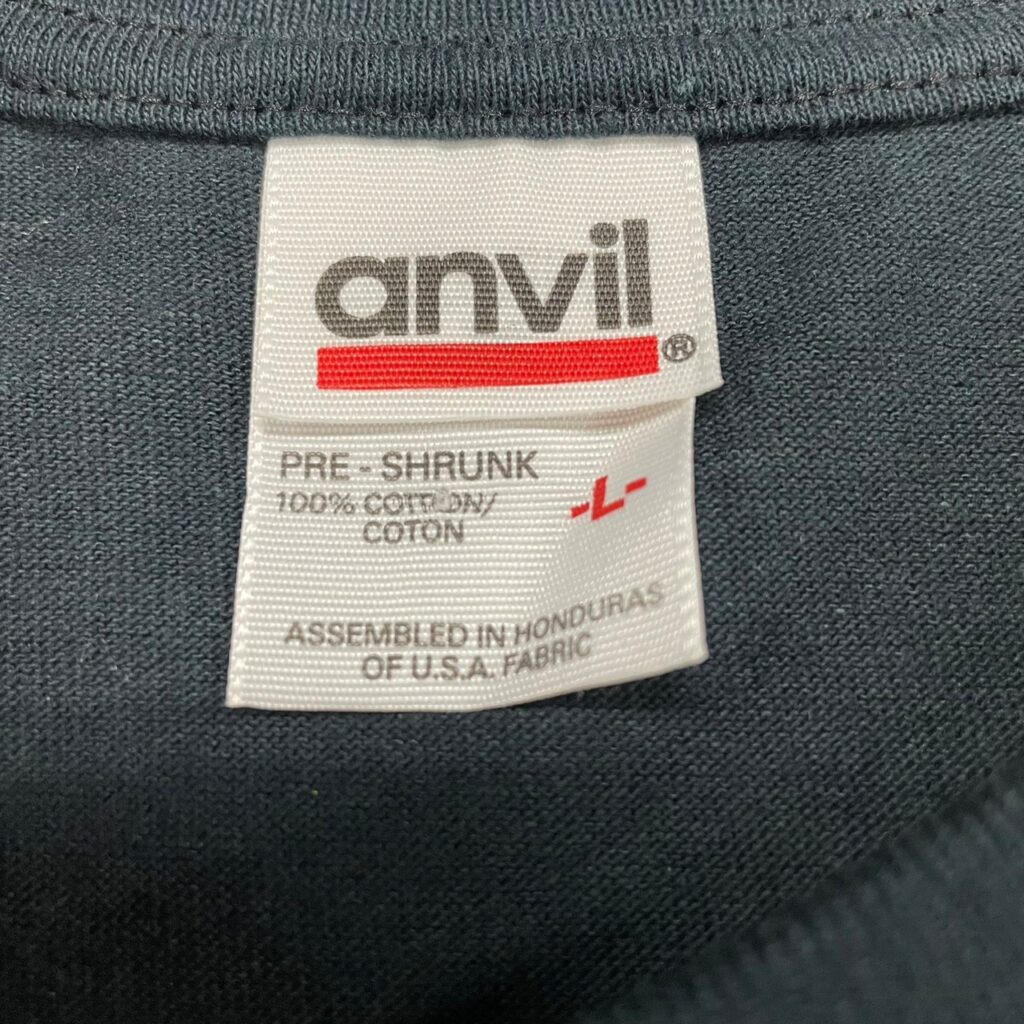 anvil®
PRE-SHRUNK
100% COTTON/
COTON
-L-
ASSEMBLED IN HONDURAS
OF U.S.A. FABRIC